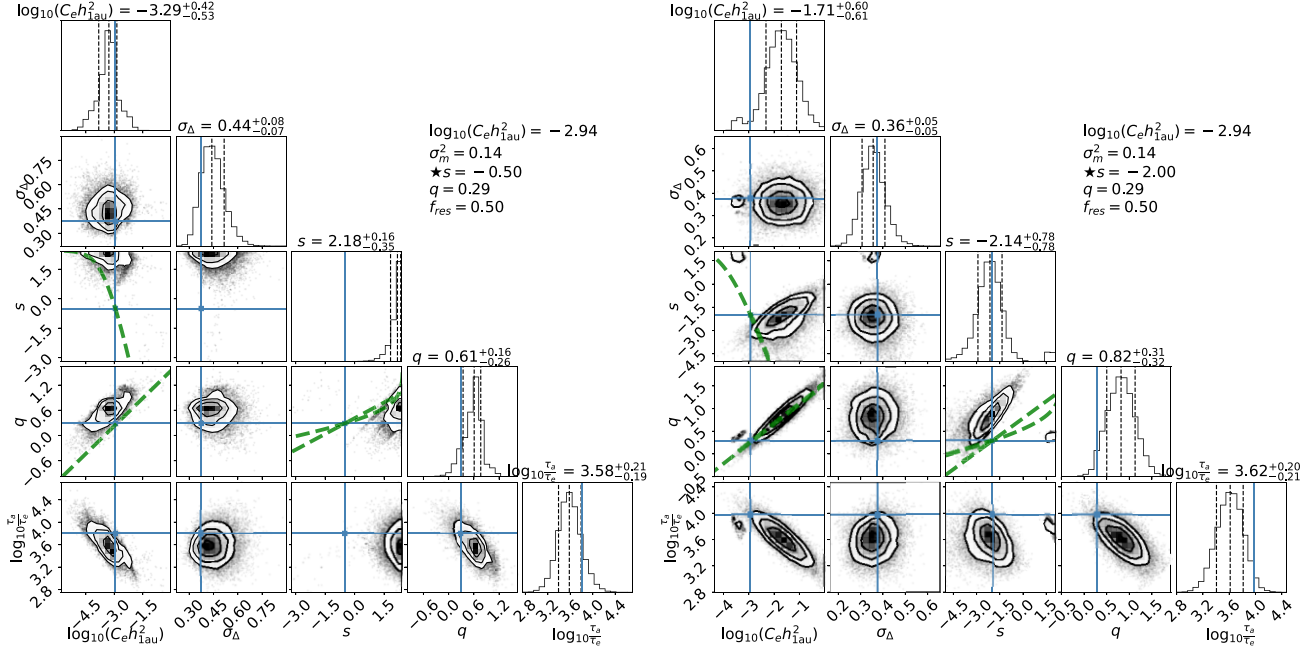 log₁₀(Cₑh²₁ₐᵤ) = −3.29 +0.42 −0.53
σ_Δ = 0.44 +0.08 −0.07
log₁₀(Cₑh²₁ₐᵤ) = −2.94
σ²ₘ = 0.14
★s = −0.50
q = 0.29
f_res = 0.50
s = 2.18 +0.16 −0.35
q = 0.61 +0.16 −0.26
log₁₀ τₐ/τₑ = 3.58 +0.21 −0.19
σ_Δ
0.75
0.60
0.45
0.30
s
1.5
0.0
−1.5
−3.0
q
1.2
0.6
0.0
−0.6
log₁₀ τₐ/τₑ
4.4
4.0
3.6
3.2
2.8
−4.5 −3.0 −1.5
0.30 0.45 0.60 0.75
−3.0 −1.5 0.0 1.5
−0.6 0.0 0.6 1.2
2.8 3.4 4.0 4.6
log₁₀(Cₑh²₁ₐᵤ)
σ_Δ
s
q
log₁₀ τₐ/τₑ
log₁₀(Cₑh²₁ₐᵤ) = −1.71 +0.60 −0.61
σ_Δ = 0.36 +0.05 −0.05
log₁₀(Cₑh²₁ₐᵤ) = −2.94
σ²ₘ = 0.14
★s = −2.00
q = 0.29
f_res = 0.50
s = −2.14 +0.78 −0.78
q = 0.82 +0.31 −0.32
log₁₀ τₐ/τₑ = 3.62 +0.20 −0.21
σ_Δ
0.6
0.5
0.4
0.3
0.2
s
1.5
0.0
−1.5
−3.0
−4.5
q
1.5
1.0
0.5
0.0
−0.5
log₁₀ τₐ/τₑ
4.4
4.0
3.6
3.2
2.8
−4 −3 −2 −1
0.2 0.3 0.4 0.5 0.6
−4.5 −3.0 −1.5 0.0 1.5
0.0 0.5 1.0 1.5
2.8 3.4 4.0 4.6
log₁₀(Cₑh²₁ₐᵤ)
σ_Δ
s
q
log₁₀ τₐ/τₑ